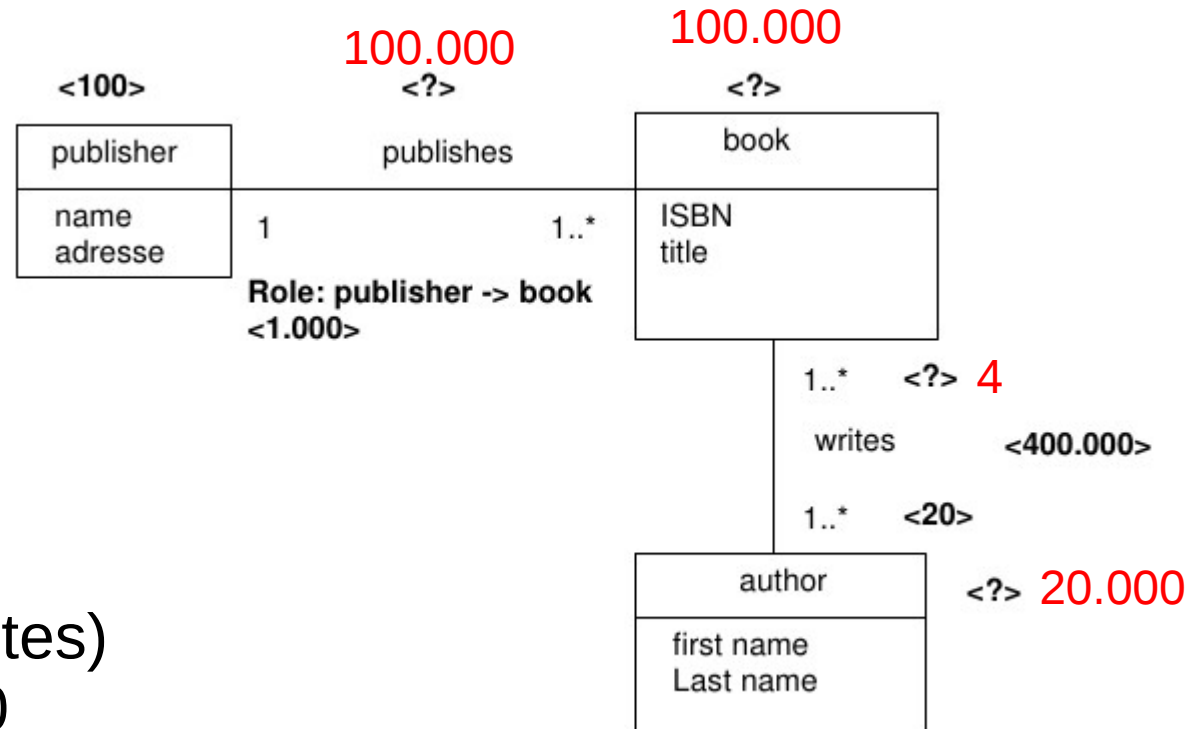 100.000
100.000
<100>
<?>
<?>
publisher
publishes
book
name
adresse
1
1..*
ISBN
title
Role: publisher -> book
<1.000>
1..*
<?>
4
writes
<400.000>
1..*
<20>
author
<?>
20.000
first name
Last name
tes)
0